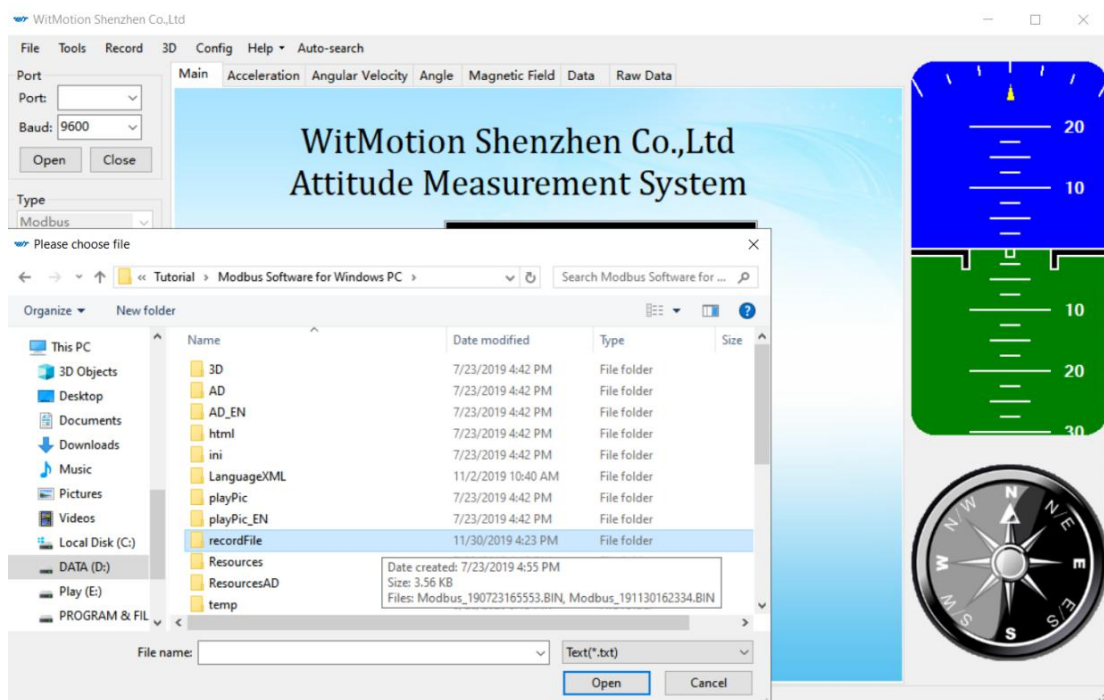 WitMotion Shenzhen Co.,Ltd
File Tools Record 3D Config Help Auto-search
Port
Port:
Baud: 9600
Open Close
Type
Modbus
Main Acceleration Angular Velocity Angle Magnetic Field Data Raw Data
WitMotion Shenzhen Co.,Ltd
Attitude Measurement System
20
10
10
20
30
N
N/E
E
E/S
S
W/S
W
N/W
Please choose file
« Tutorial > Modbus Software for Windows PC >
Search Modbus Software for ...
Organize New folder
This PC
3D Objects
Desktop
Documents
Downloads
Music
Pictures
Videos
Local Disk (C:)
DATA (D:)
Play (E:)
PROGRAM & FIL
Name Date modified Type Size
3D 7/23/2019 4:42 PM File folder
AD 7/23/2019 4:42 PM File folder
AD_EN 7/23/2019 4:42 PM File folder
html 7/23/2019 4:42 PM File folder
ini 7/23/2019 4:42 PM File folder
LanguageXML 11/2/2019 10:40 AM File folder
playPic 7/23/2019 4:42 PM File folder
playPic_EN 7/23/2019 4:42 PM File folder
recordFile 11/30/2019 4:23 PM File folder
Resources
ResourcesAD
temp
Date created: 7/23/2019 4:55 PM
Size: 3.56 KB
Files: Modbus_190723165553.BIN, Modbus_191130162334.BIN
File name:
Text(*.txt)
Open Cancel